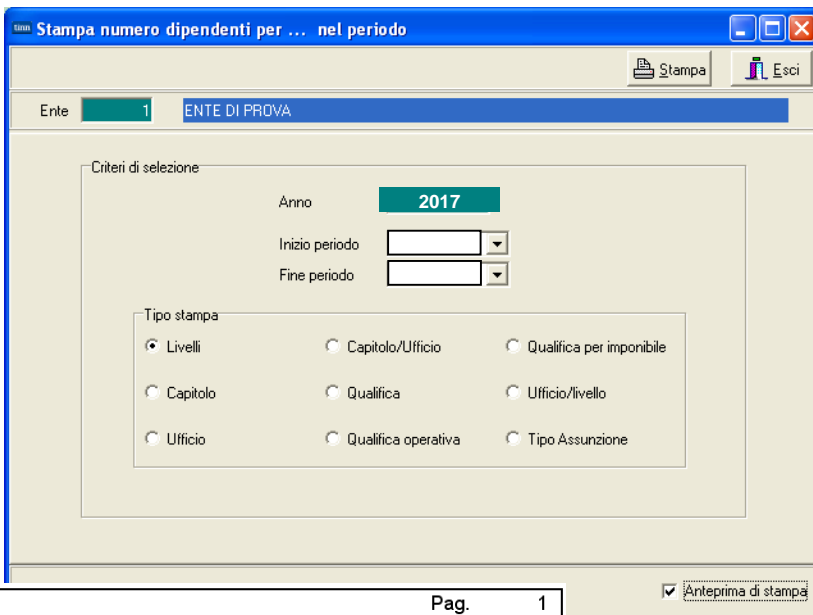 tinn Stampa numero dipendenti per ... nel periodo
Stampa Esci
Ente 1 ENTE DI PROVA
Criteri di selezione
Anno 2017
Inizio periodo
Fine periodo
Tipo stampa
Livelli Capitolo/Ufficio Qualifica per imponibile
Capitolo Qualifica Ufficio/livello
Ufficio Qualifica operativa Tipo Assunzione
Anteprima di stampa
Pag. 1